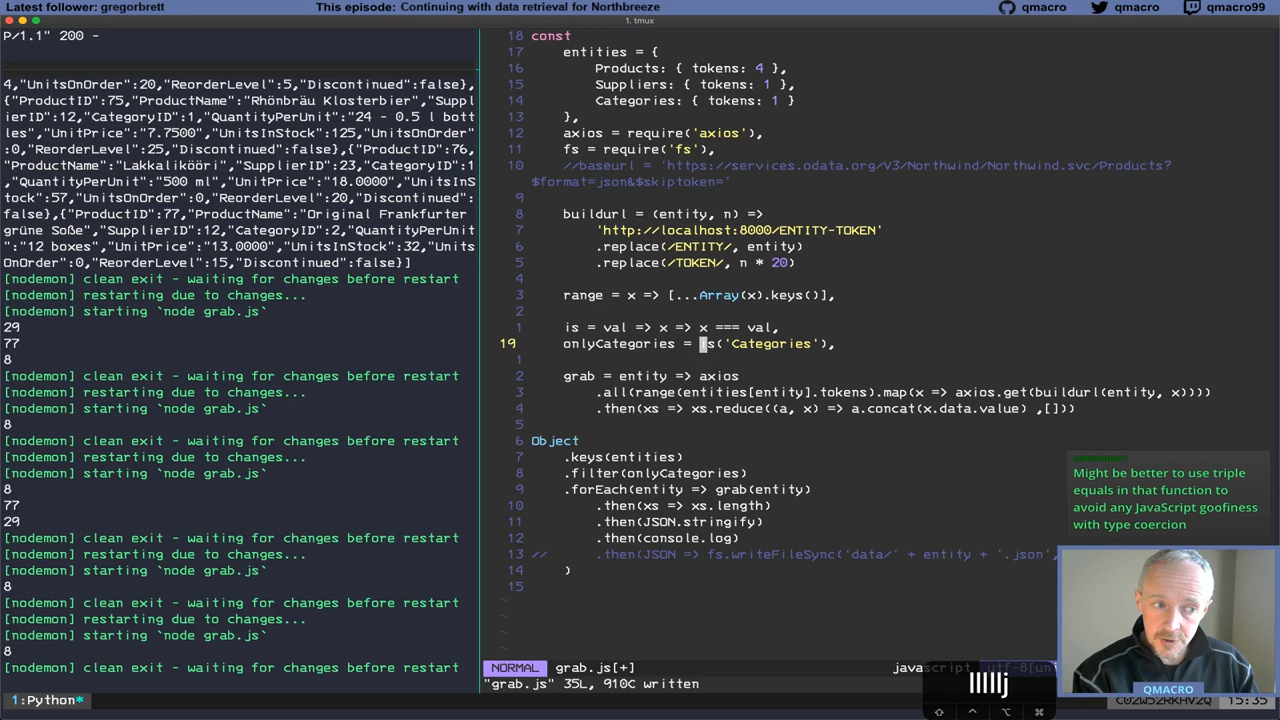 Latest follower: gregorbrett
This episode: Continuing with data retrieval for Northbreeze
qmacro
qmacro
qmacro99
1. tmux
P/1.1" 200 -
4,"UnitsOnOrder":20,"ReorderLevel":5,"Discontinued":false},
{"ProductID":75,"ProductName":"Rhönbräu Klosterbier","Suppl
ierID":12,"CategoryID":1,"QuantityPerUnit":"24 - 0.5 l bott
les","UnitPrice":"7.7500","UnitsInStock":125,"UnitsOnOrder"
:0,"ReorderLevel":25,"Discontinued":false},{"ProductID":76,
"ProductName":"Lakkalikööri","SupplierID":23,"CategoryID":1
,"QuantityPerUnit":"500 ml","UnitPrice":"18.0000","UnitsInS
tock":57,"UnitsOnOrder":0,"ReorderLevel":20,"Discontinued":
false},{"ProductID":77,"ProductName":"Original Frankfurter
grüne Soße","SupplierID":12,"CategoryID":2,"QuantityPerUnit
":"12 boxes","UnitPrice":"13.0000","UnitsInStock":32,"Units
OnOrder":0,"ReorderLevel":15,"Discontinued":false}]
[nodemon] clean exit - waiting for changes before restart
[nodemon] restarting due to changes...
[nodemon] starting `node grab.js`
29
77
8
[nodemon] clean exit - waiting for changes before restart
[nodemon] restarting due to changes...
[nodemon] starting `node grab.js`
8
[nodemon] clean exit - waiting for changes before restart
[nodemon] restarting due to changes...
[nodemon] starting `node grab.js`
8
77
29
[nodemon] clean exit - waiting for changes before restart
[nodemon] restarting due to changes...
[nodemon] starting `node grab.js`
8
[nodemon] clean exit - waiting for changes before restart
[nodemon] restarting due to changes...
[nodemon] starting `node grab.js`
8
[nodemon] clean exit - waiting for changes before restart
18 const
17 entities = {
16 Products: { tokens: 4 },
15 Suppliers: { tokens: 1 },
14 Categories: { tokens: 1 }
13 },
12 axios = require('axios'),
11 fs = require('fs'),
10 //baseurl = 'https://services.odata.org/V3/Northwind/Northwind.svc/Products?
$format=json&$skiptoken='
9
8 buildurl = (entity, n) =>
7 'http://localhost:8000/ENTITY-TOKEN'
6 .replace(/ENTITY/, entity)
5 .replace(/TOKEN/, n * 20)
4
3 range = x => [...Array(x).keys()],
1 is = val => x => x === val,
19 onlyCategories = is('Categories'),
1
2 grab = entity => axios
3 .all(range(entities[entity].tokens).map(x => axios.get(buildurl(entity, x))))
4 .then(xs => xs.reduce((a, x) => a.concat(x.data.value) ,[]))
6 Object
7 .keys(entities)
8 .filter(onlyCategories)
9 .forEach(entity => grab(entity)
10 .then(xs => xs.length)
11 .then(JSON.stringify)
12 .then(console.log)
13 // .then(JSON => fs.writeFileSync('data/' + entity + '.json',
14 )
15
~
~
~
Might be better to use triple
equals in that function to
avoid any JavaScript goofiness
with type coercion
NORMAL grab.js[+]
javascript utf-8[un
"grab.js" 35L, 910C written
lllllj
QMACRO
1:Python*
C02W52RKHV2Q
15:35